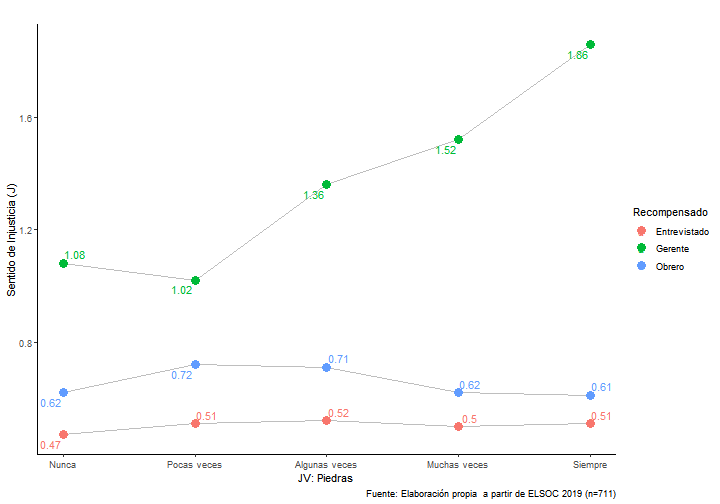 1.86
1.6
1.52
1.36
Sentido de Injusticia (J)
1.2
1.08
1.02
Recompensado
Entrevistado
Gerente
Obrero
0.8
0.71
0.72
0.62
0.61
0.62
0.51
0.52
0.5
0.51
0.47
Nunca
Pocas veces
Algunas veces
Muchas veces
Siempre
JV: Piedras
Fuente: Elaboración propia  a partir de ELSOC 2019 (n=711)